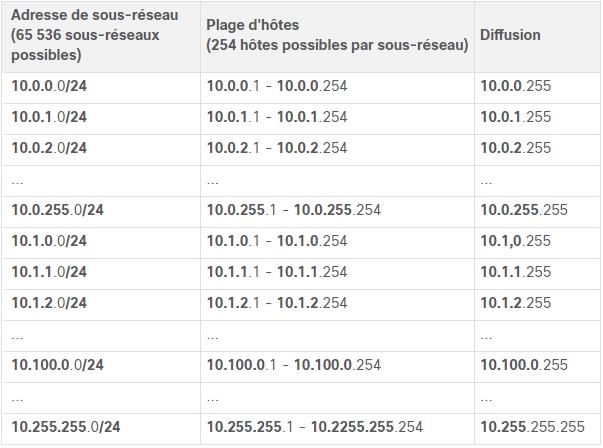 Adresse de sous-réseau
(65 536 sous-réseaux
possibles)
Plage d'hôtes
(254 hôtes possibles par sous-réseau)
Diffusion
10.0.0.0/24 10.0.0.1 - 10.0.0.254 10.0.0.255
10.0.1.0/24 10.0.1.1 - 10.0.1.254 10.0.1.255
10.0.2.0/24 10.0.2.1 - 10.0.2.254 10.0.2.255
... ... ...
10.0.255.0/24 10.0.255.1 - 10.0.255.254 10.0.255.255
10.1.0.0/24 10.1.0.1 - 10.1.0.254 10.1,0.255
10.1.1.0/24 10.1.1.1 - 10.1.1.254 10.1.1.255
10.1.2.0/24 10.1.2.1 - 10.1.2.254 10.1.2.255
... ... ...
10.100.0.0/24 10.100.0.1 - 10.100.0.254 10.100.0.255
... ... ...
10.255.255.0/24 10.255.255.1 - 10.2255.255.254 10.255.255.255